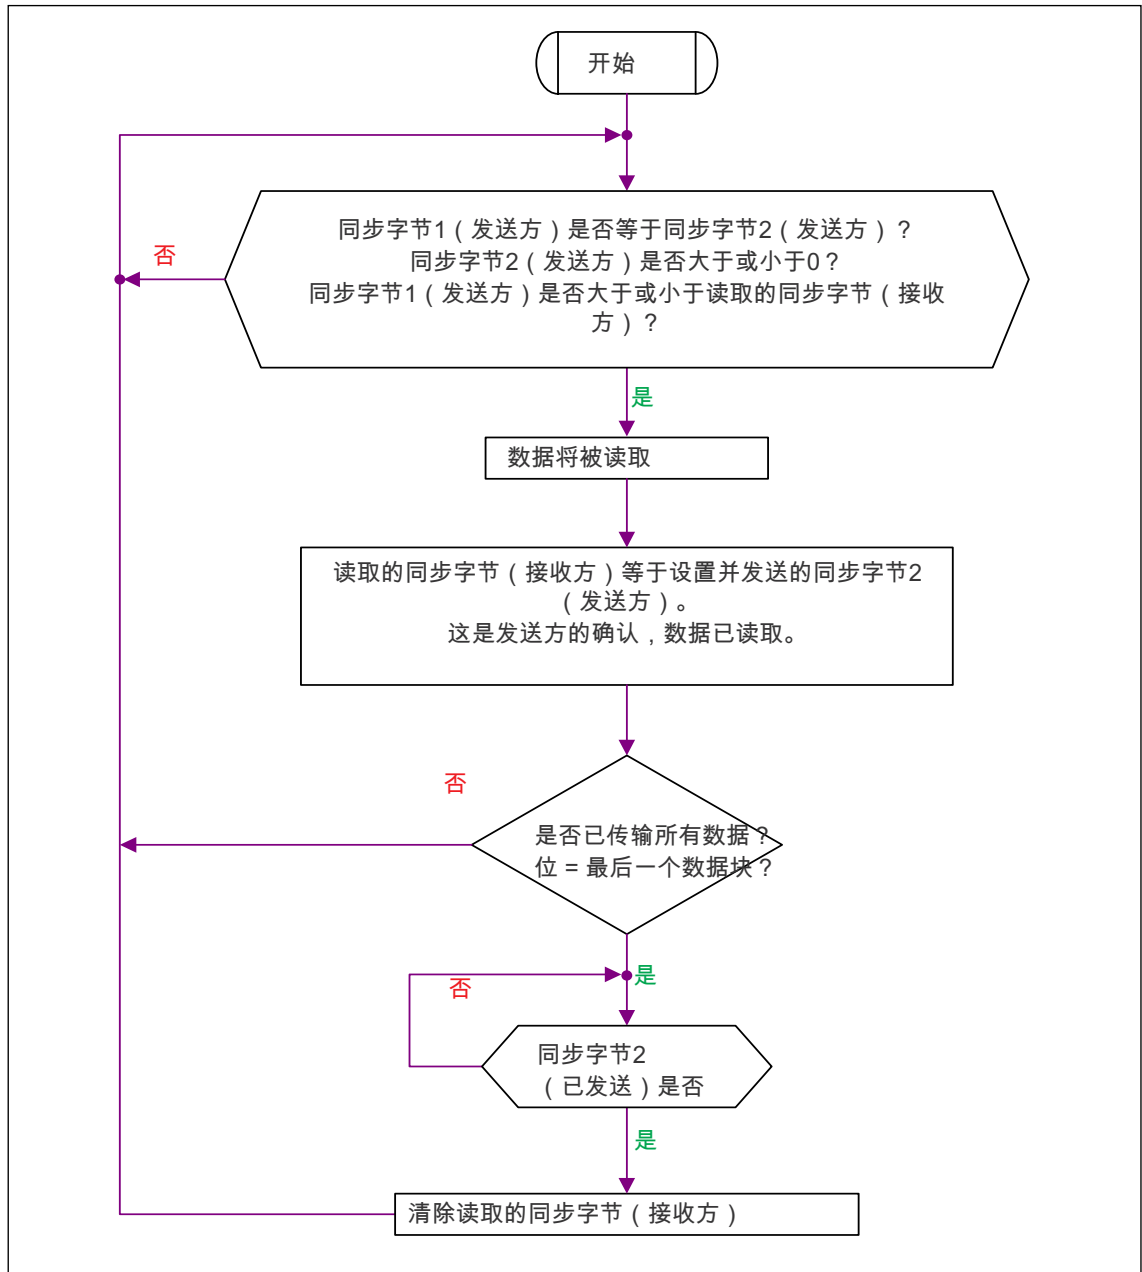 开始
同步字节1（发送方）是否等于同步字节2（发送方）？
否
同步字节2（发送方）是否大于或小于0？
同步字节1（发送方）是否大于或小于读取的同步字节（接收
方）？
是
数据将被读取
读取的同步字节（接收方）等于设置并发送的同步字节2
（发送方）。
这是发送方的确认，数据已读取。
否
是否已传输所有数据？
位 = 最后一个数据块？
是
否
同步字节2
（已发送）是否
是
清除读取的同步字节（接收方）